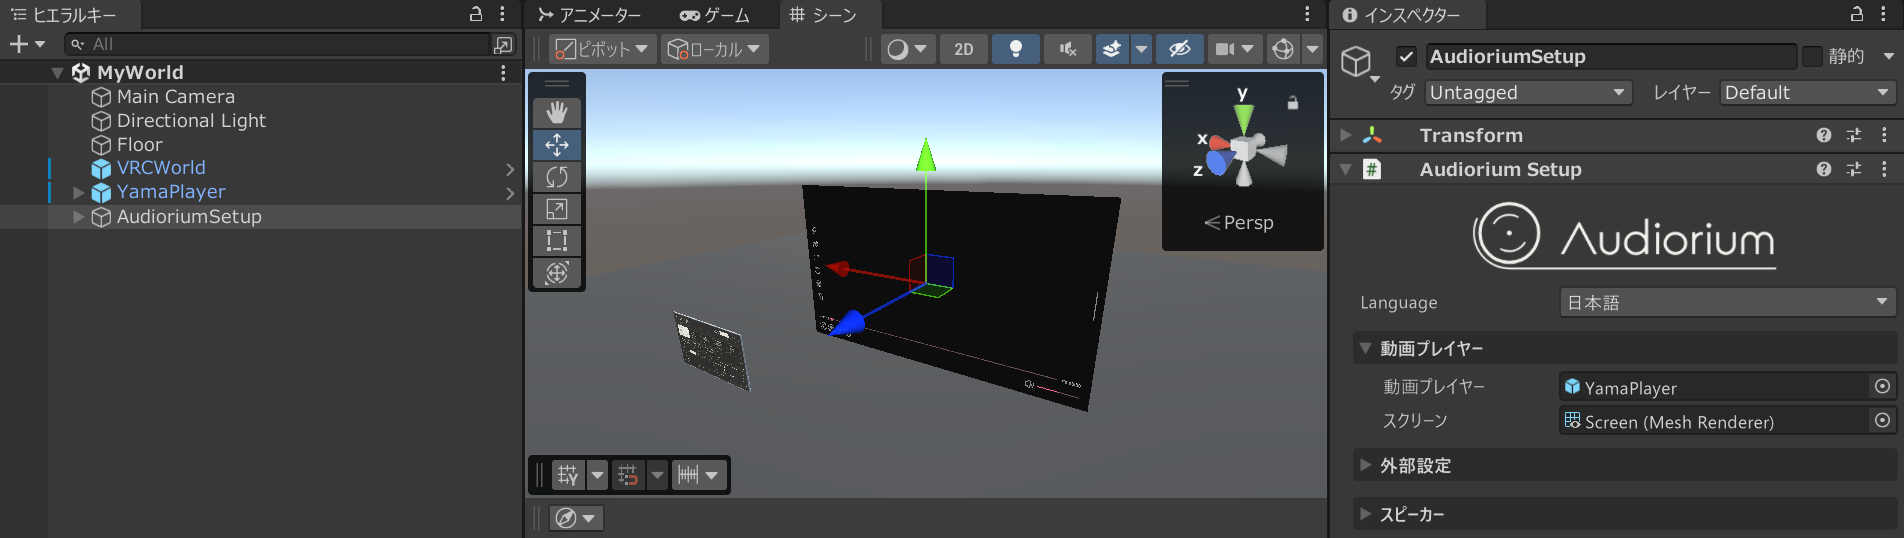 ヒエラルキー
All
MyWorld
Main Camera
Directional Light
Floor
VRCWorld
YamaPlayer
AudioriumSetup
アニメーター
ゲーム
シーン
ピボット
ローカル
2D
y
x
z
Persp
インスペクター
AudioriumSetup
静的
タグ
Untagged
レイヤー
Default
Transform
Audiorium Setup
Audiorium
Language
日本語
動画プレイヤー
動画プレイヤー
YamaPlayer
スクリーン
Screen (Mesh Renderer)
外部設定
スピーカー